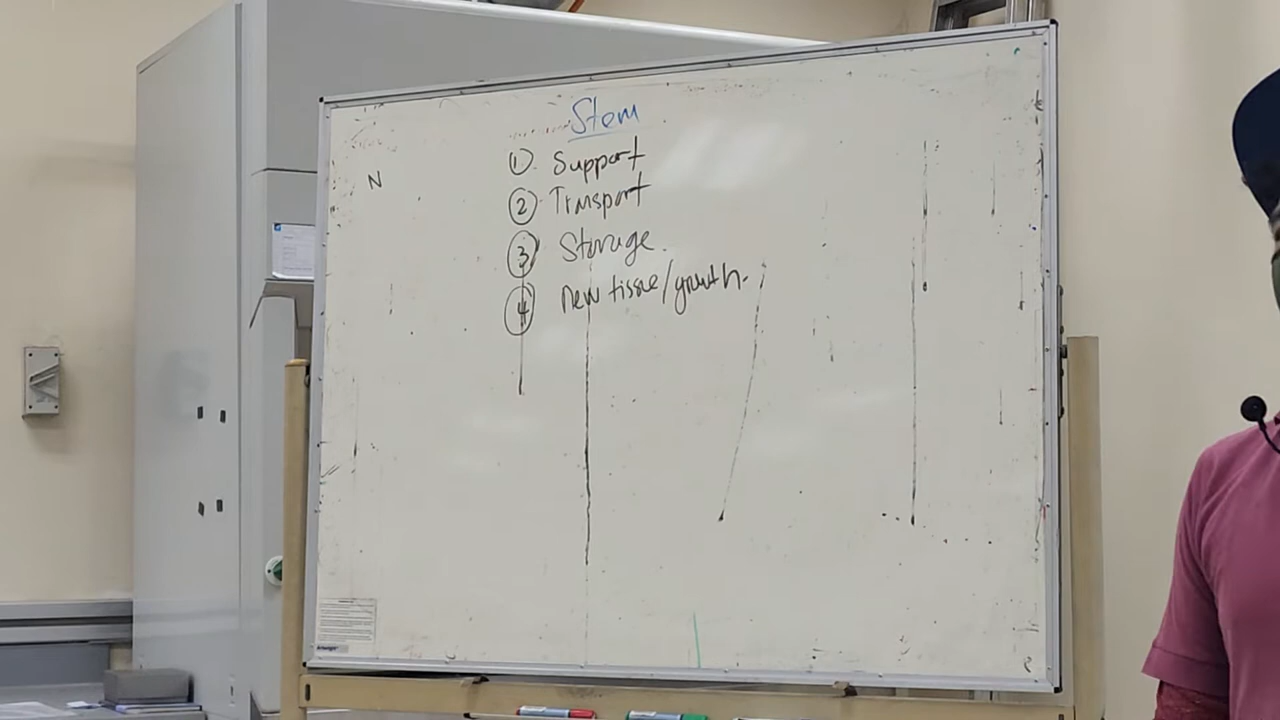 Stem
① Support
N
② Transport
③ Storage.
④ new tissue/growth.